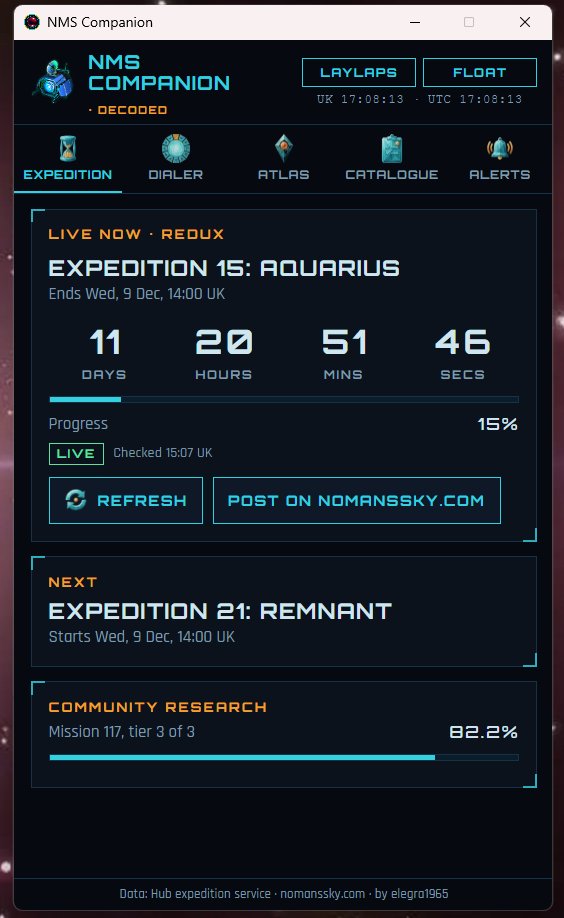 NMS Companion
NMS
COMPANION
· DECODED
LAYLAPS
FLOAT
UK 17:08:13 · UTC 17:08:13
EXPEDITION
DIALER
ATLAS
CATALOGUE
ALERTS
LIVE NOW · REDUX
EXPEDITION 15: AQUARIUS
Ends Wed, 9 Dec, 14:00 UK
11 20 51 46
DAYS HOURS MINS SECS
Progress 15%
LIVE Checked 15:07 UK
REFRESH
POST ON NOMANSSKY.COM
NEXT
EXPEDITION 21: REMNANT
Starts Wed, 9 Dec, 14:00 UK
COMMUNITY RESEARCH
Mission 117, tier 3 of 3 82.2%
Data: Hub expedition service · nomanssky.com · by elegra1965